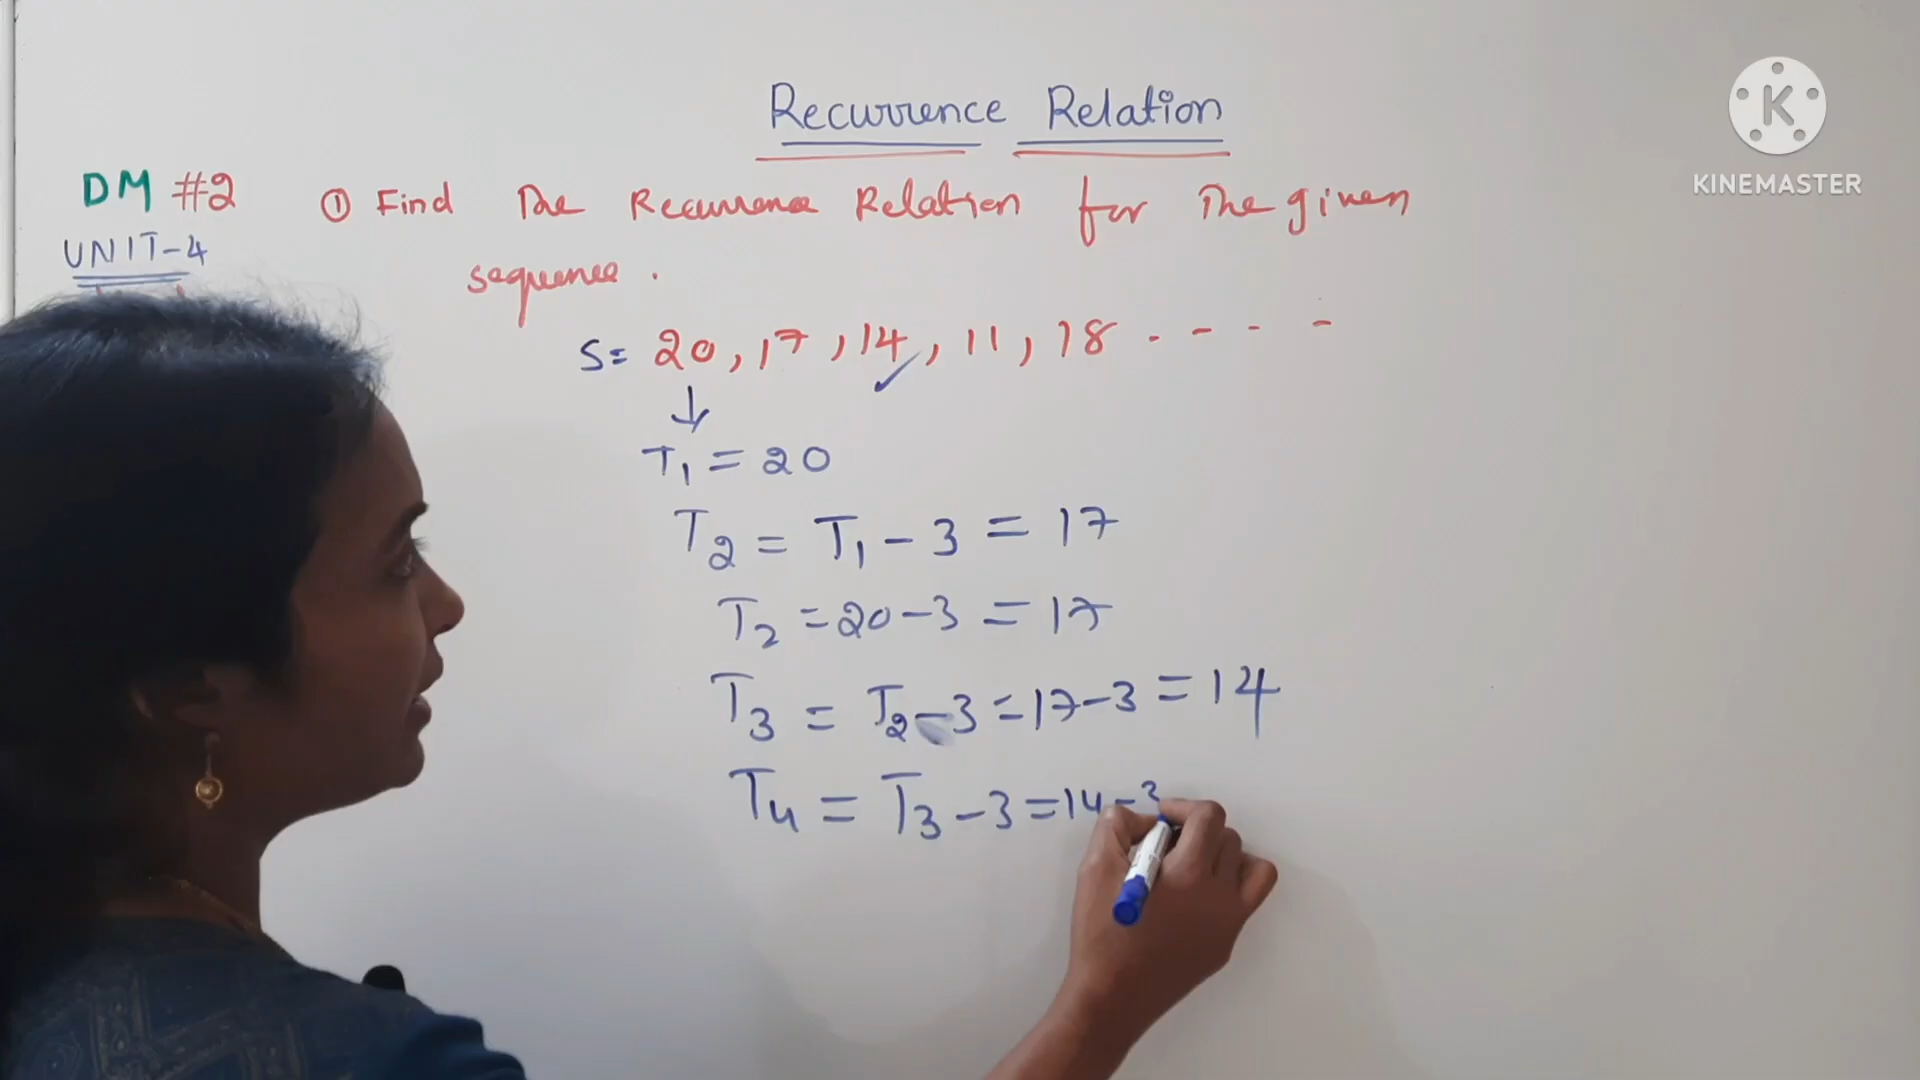 Recurrence Relation
DM #2
UNIT-4
① Find The Recurrence Relation for The given
sequence.
S= 20, 17, 14, 11, 18 . - - -
T1 = 20
T2 = T1 - 3 = 17
T2 = 20-3 = 17
T3 = T2-3 = 17-3 = 14
T4 = T3-3 = 14-3
K
KINEMASTER